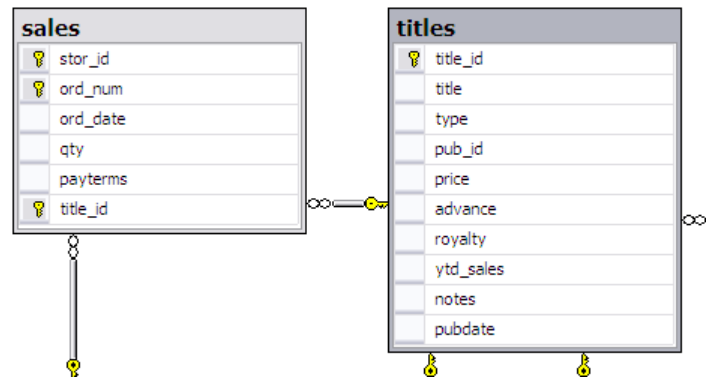 sales
stor_id
ord_num
ord_date
qty
payterms
title_id
titles
title_id
title
type
pub_id
price
advance
royalty
ytd_sales
notes
pubdate